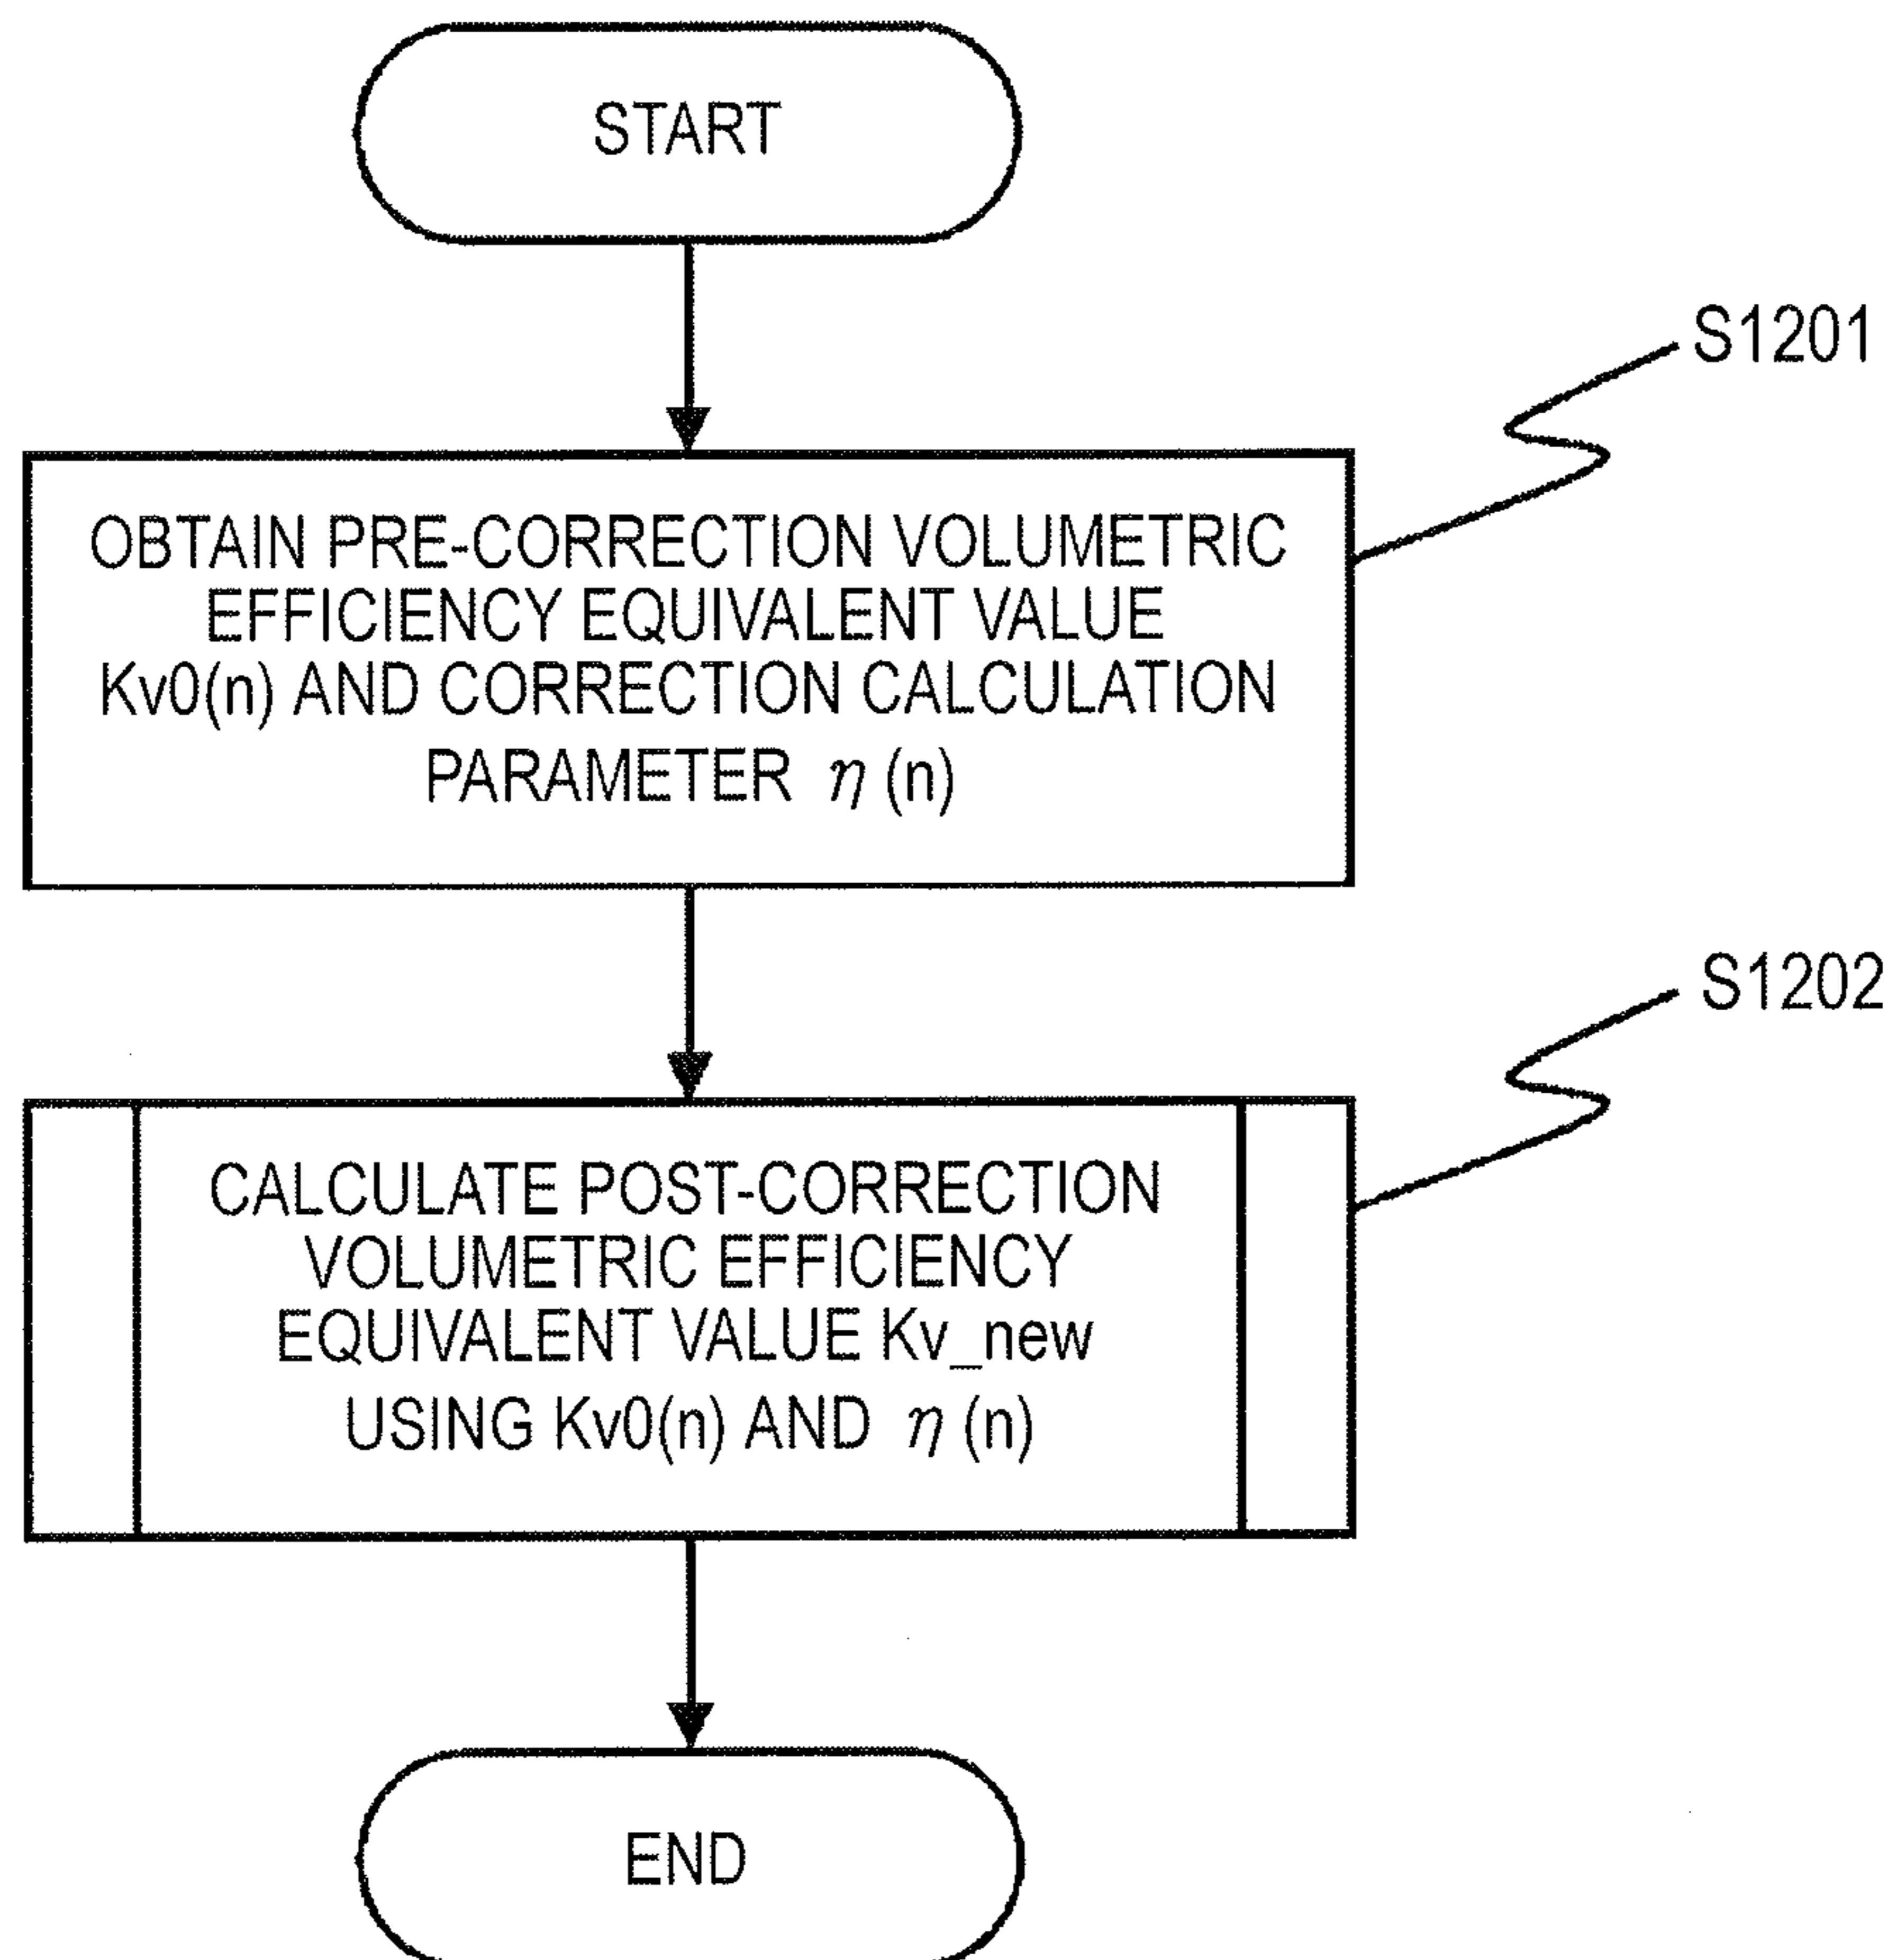 START
S1201
OBTAIN PRE-CORRECTION VOLUMETRIC
EFFICIENCY EQUIVALENT VALUE
Kv0(n) AND CORRECTION CALCULATION
PARAMETER η (n)
S1202
CALCULATE POST-CORRECTION
VOLUMETRIC EFFICIENCY
EQUIVALENT VALUE Kv_new
USING Kv0(n) AND η (n)
END